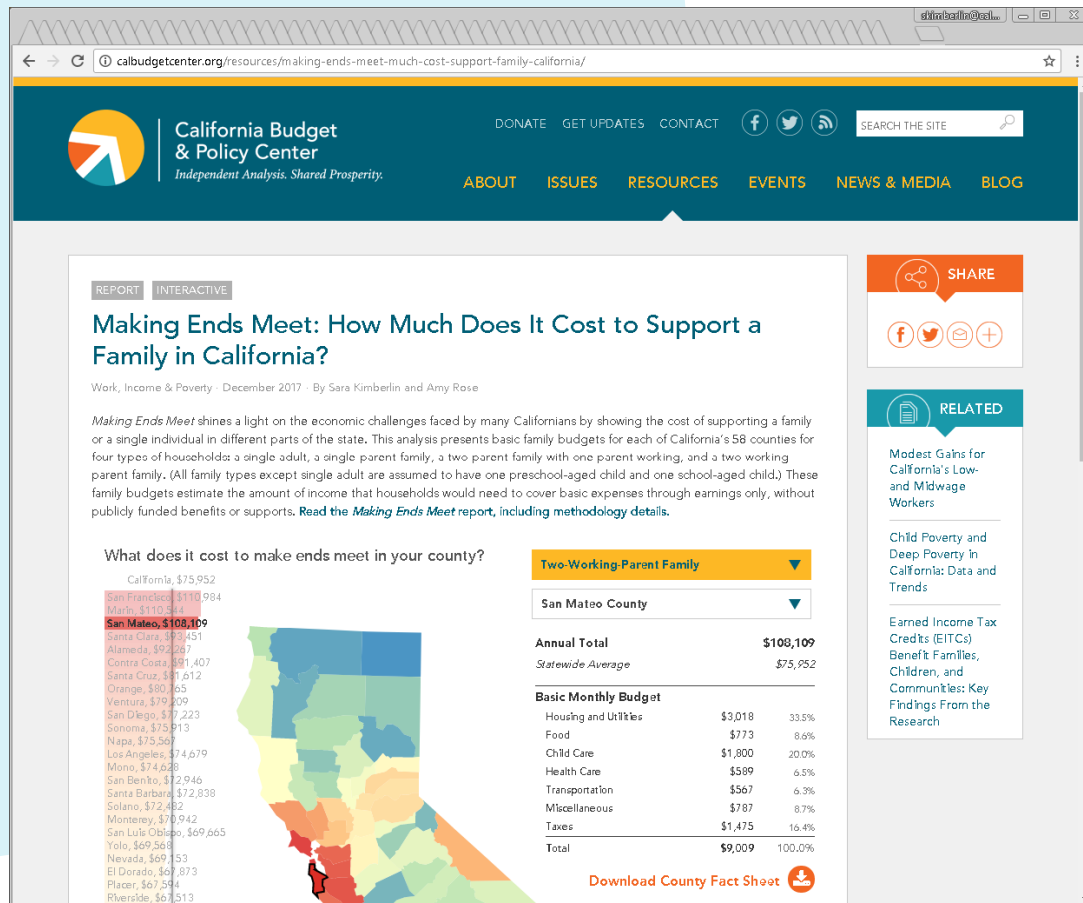 skimberlin@cal...
calbudgetcenter.org/resources/making-ends-meet-much-cost-support-family-california/
California Budget
& Policy Center
Independent Analysis. Shared Prosperity.
DONATE GET UPDATES CONTACT
SEARCH THE SITE
ABOUT ISSUES RESOURCES EVENTS NEWS & MEDIA BLOG
REPORT INTERACTIVE
Making Ends Meet: How Much Does It Cost to Support a
Family in California?
Work, Income & Poverty · December 2017 · By Sara Kimberlin and Amy Rose
Making Ends Meet shines a light on the economic challenges faced by many Californians by showing the cost of supporting a family
or a single individual in different parts of the state. This analysis presents basic family budgets for each of California's 58 counties for
four types of households: a single adult, a single parent family, a two parent family with one parent working, and a two working
parent family. (All family types except single adult are assumed to have one preschool-aged child and one school-aged child.) These
family budgets estimate the amount of income that households would need to cover basic expenses through earnings only, without
publicly funded benefits or supports. Read the Making Ends Meet report, including methodology details.
What does it cost to make ends meet in your county?
California, $75,952
San Francisco, $110,984
Marin, $110,544
San Mateo, $108,109
Santa Clara, $93,451
Alameda, $92,267
Contra Costa, $91,407
Santa Cruz, $81,612
Orange, $80,765
Ventura, $79,209
San Diego, $77,223
Sonoma, $75,913
Napa, $75,567
Los Angeles, $74,679
Mono, $74,628
San Benito, $72,946
Santa Barbara, $72,838
Solano, $72,482
Monterey, $70,942
San Luis Obispo, $69,665
Yolo, $69,568
Nevada, $69,153
El Dorado, $67,873
Placer, $67,594
Riverside, $67,513
Two-Working-Parent Family
San Mateo County
Annual Total $108,109
Statewide Average $75,952
Basic Monthly Budget
Housing and Utilities $3,018 33.5%
Food $773 8.6%
Child Care $1,800 20.0%
Health Care $589 6.5%
Transportation $567 6.3%
Miscellaneous $787 8.7%
Taxes $1,475 16.4%
Total $9,009 100.0%
Download County Fact Sheet
SHARE
RELATED
Modest Gains for
California's Low-
and Midwage
Workers
Child Poverty and
Deep Poverty in
California: Data and
Trends
Earned Income Tax
Credits (EITCs)
Benefit Families,
Children, and
Communities: Key
Findings From the
Research